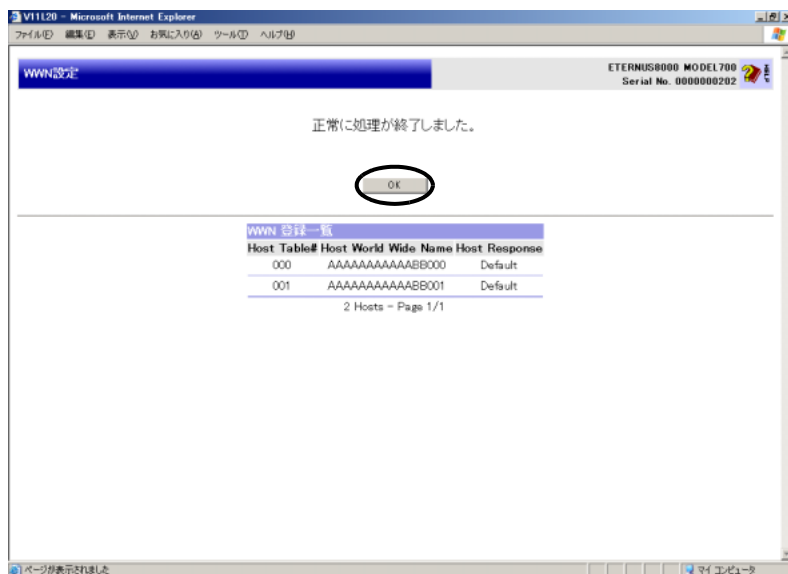 V11L20 - Microsoft Internet Explorer
ファイル(F) 編集(E) 表示(V) お気に入り(A) ツール(T) ヘルプ(H)
WWN設定
ETERNUS8000 MODEL700
Serial No. 0000000202
HELP
正常に処理が終了しました。
OK
WWN 登録一覧
Host Table# Host World Wide Name Host Response
000 AAAAAAAAAAABB000 Default
001 AAAAAAAAAAABB001 Default
2 Hosts - Page 1/1
ページが表示されました マイ コンピュータ